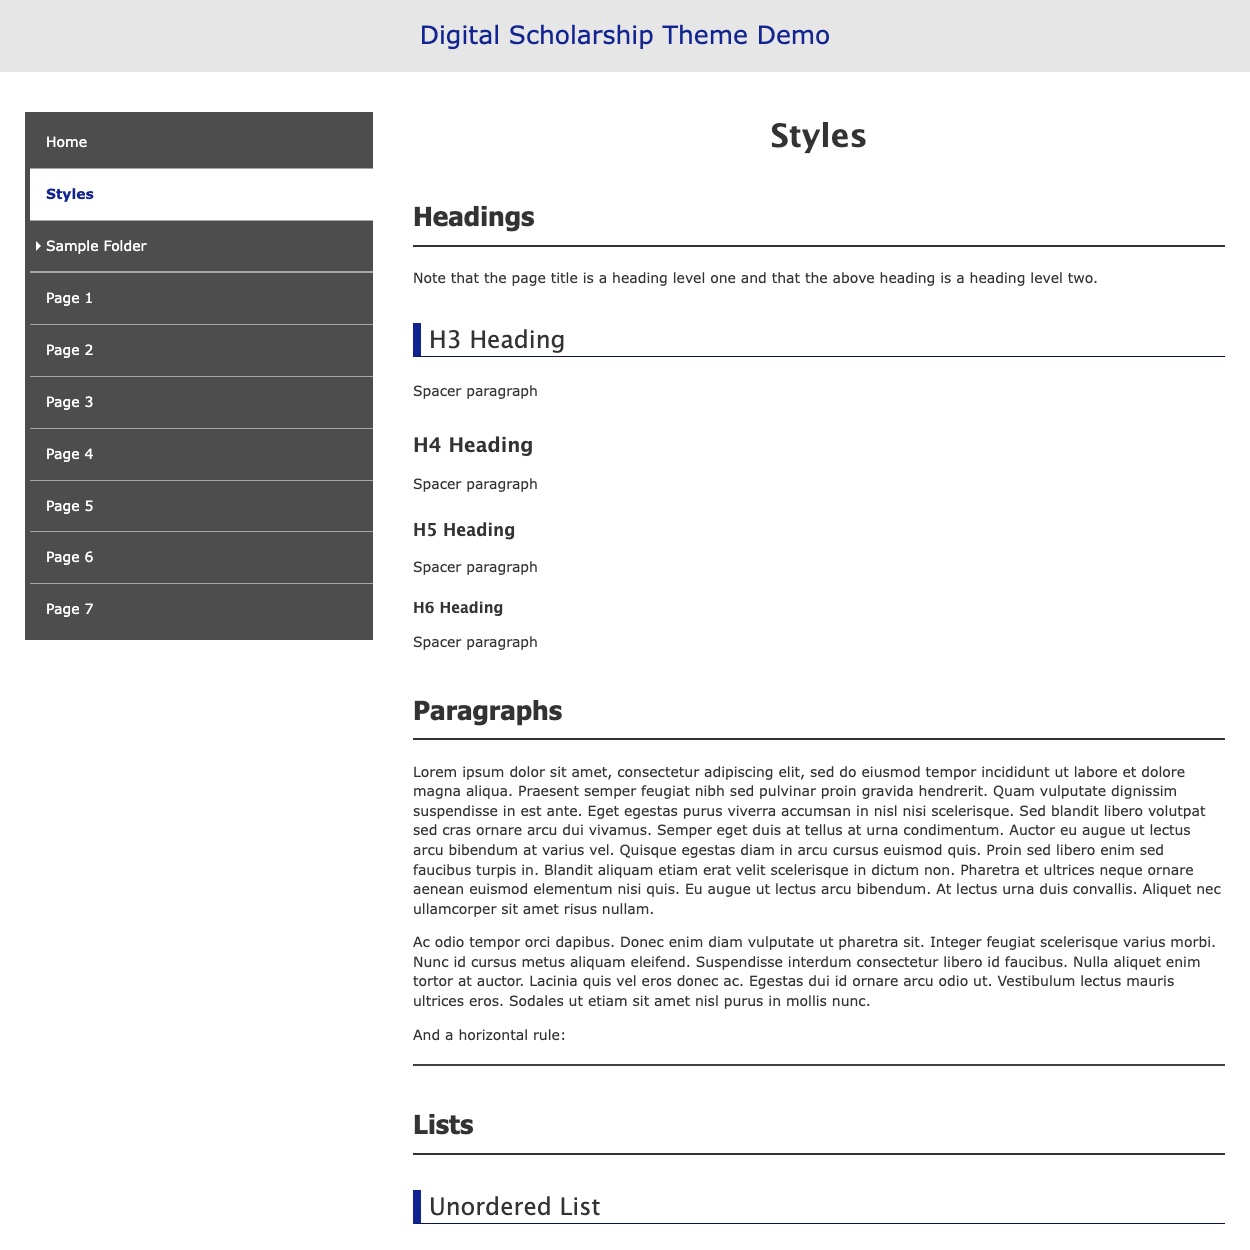 Digital Scholarship Theme Demo
Home
Styles
Sample Folder
Page 1
Page 2
Page 3
Page 4
Page 5
Page 6
Page 7
Styles
Headings
Note that the page title is a heading level one and that the above heading is a heading level two.
H3 Heading
Spacer paragraph
H4 Heading
Spacer paragraph
H5 Heading
Spacer paragraph
H6 Heading
Spacer paragraph
Paragraphs
Lorem ipsum dolor sit amet, consectetur adipiscing elit, sed do eiusmod tempor incididunt ut labore et dolore
magna aliqua. Praesent semper feugiat nibh sed pulvinar proin gravida hendrerit. Quam vulputate dignissim
suspendisse in est ante. Eget egestas purus viverra accumsan in nisl nisi scelerisque. Sed blandit libero volutpat
sed cras ornare arcu dui vivamus. Semper eget duis at tellus at urna condimentum. Auctor eu augue ut lectus
arcu bibendum at varius vel. Quisque egestas diam in arcu cursus euismod quis. Proin sed libero enim sed
faucibus turpis in. Blandit aliquam etiam erat velit scelerisque in dictum non. Pharetra et ultrices neque ornare
aenean euismod elementum nisi quis. Eu augue ut lectus arcu bibendum. At lectus urna duis convallis. Aliquet nec
ullamcorper sit amet risus nullam.
Ac odio tempor orci dapibus. Donec enim diam vulputate ut pharetra sit. Integer feugiat scelerisque varius morbi.
Nunc id cursus metus aliquam eleifend. Suspendisse interdum consectetur libero id faucibus. Nulla aliquet enim
tortor at auctor. Lacinia quis vel eros donec ac. Egestas dui id ornare arcu odio ut. Vestibulum lectus mauris
ultrices eros. Sodales ut etiam sit amet nisl purus in mollis nunc.
And a horizontal rule:
Lists
Unordered List